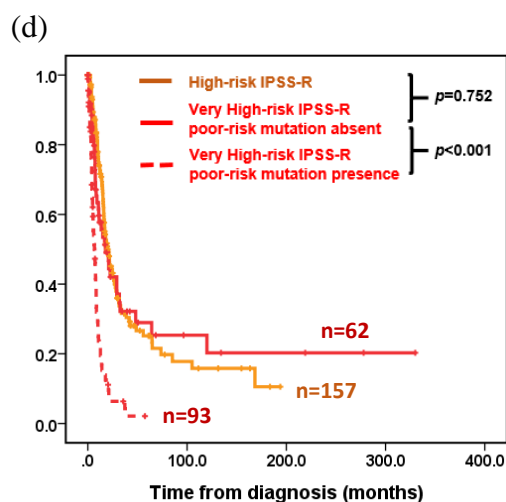 (d)
1.0
0.8
0.6
0.4
0.2
0.0
High-risk IPSS-R
Very High-risk IPSS-R
poor-risk mutation absent
Very High-risk IPSS-R
poor-risk mutation presence
p=0.752
p<0.001
n=62
n=157
n=93
.0
100.0
200.0
300.0
400.0
Time from diagnosis (months)